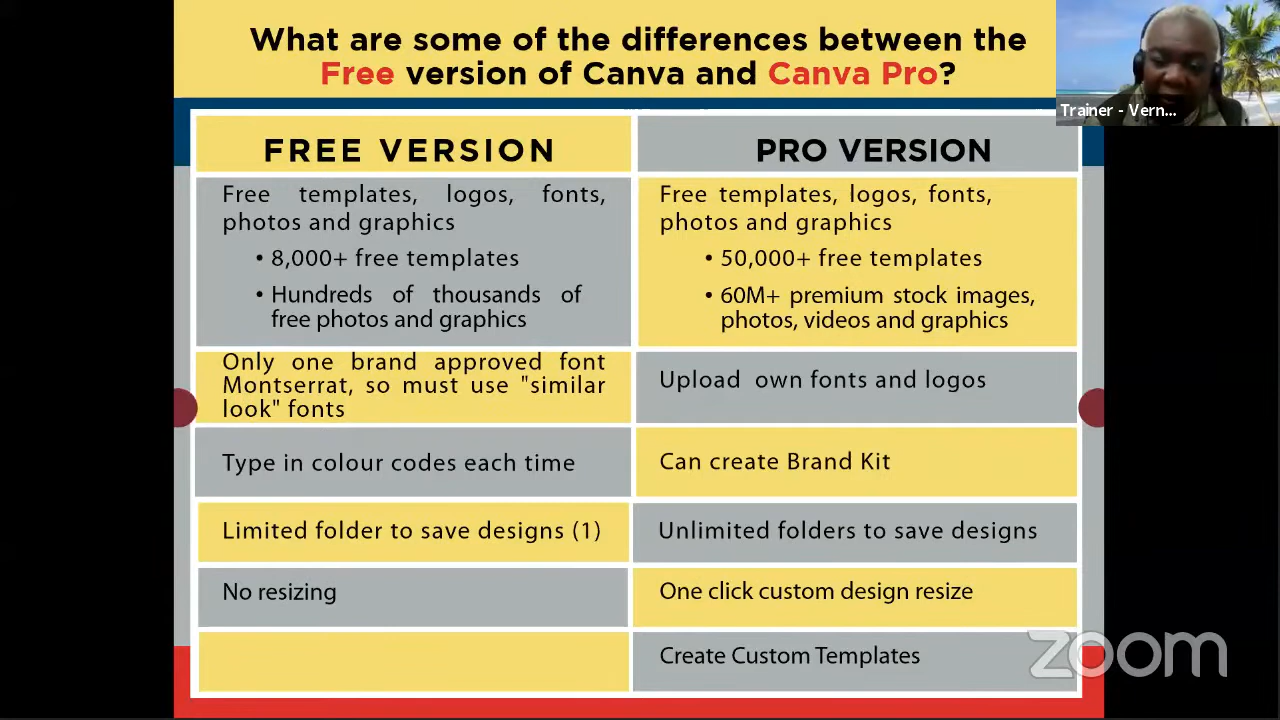 What are some of the differences between the
Free version of Canva and Canva Pro?
Trainer - Vern...
FREE VERSION
PRO VERSION
Free templates, logos, fonts,
photos and graphics
• 8,000+ free templates
• Hundreds of thousands of
free photos and graphics
Free templates, logos, fonts,
photos and graphics
• 50,000+ free templates
• 60M+ premium stock images,
photos, videos and graphics
Only one brand approved font
Montserrat, so must use "similar
look" fonts
Upload own fonts and logos
Type in colour codes each time
Can create Brand Kit
Limited folder to save designs (1)
Unlimited folders to save designs
No resizing
One click custom design resize
Create Custom Templates
zoom